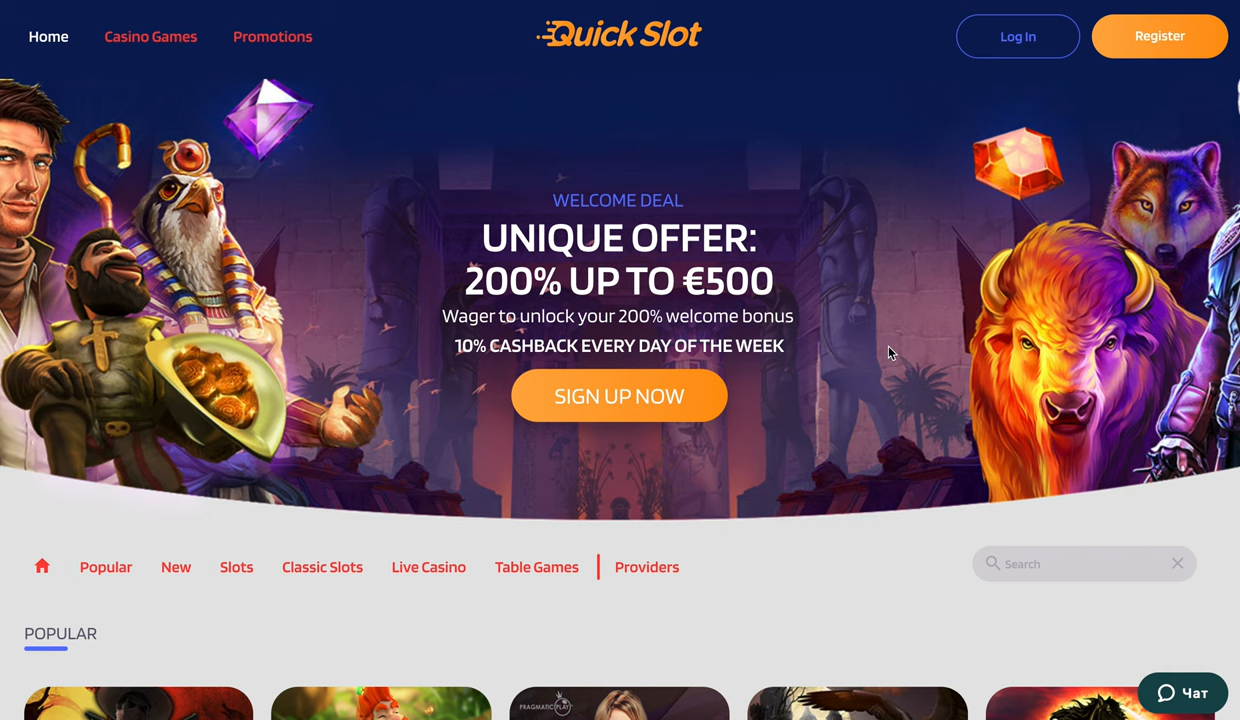 Home
Casino Games
Promotions
Quick Slot
Log In
Register
WELCOME DEAL
UNIQUE OFFER:
200% UP TO €500
Wager to unlock your 200% welcome bonus
10% CASHBACK EVERY DAY OF THE WEEK
SIGN UP NOW
Popular
New
Slots
Classic Slots
Live Casino
Table Games
Providers
Search
POPULAR
PRAGMATIC PLAY
Чат